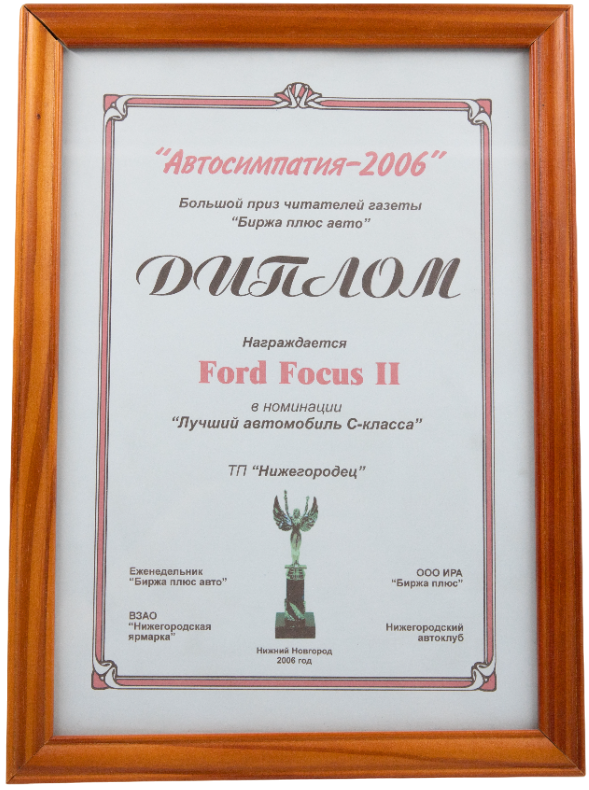 “Автосимпатия-2006”
Большой приз читателей газеты
“Биржа плюс авто”
ДИПЛОМ
Награждается
Ford Focus II
в номинации
“Лучший автомобиль С-класса”
ТП “Нижегородец”
Еженедельник
“Биржа плюс авто”
ООО ИРА
“Биржа плюс”
ВЗАО
“Нижегородская
ярмарка”
Нижегородский
автоклуб
Нижний Новгород
2006 год